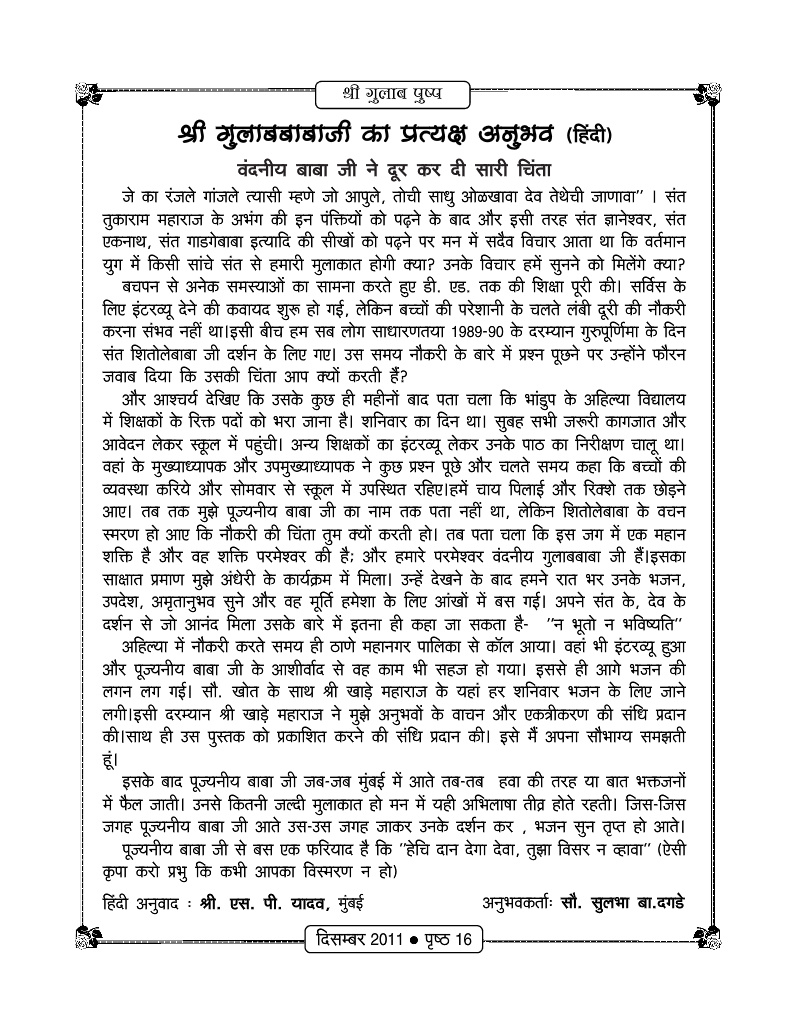 श्री गुलाब पुष्प
श्री गुलाबबाबाजी का प्रत्यक्ष अनुभव (हिंदी)
वंदनीय बाबा जी ने दूर कर दी सारी चिंता
जे का रंजले गांजले त्यासी म्हणे जो आपुले, तोची साधु ओळखावा देव तेथेची जाणावा’’ । संत
तुकाराम महाराज के अभंग की इन पंक्तियों को पढ़ने के बाद और इसी तरह संत ज्ञानेश्वर, संत
एकनाथ, संत गाडगेबाबा इत्यादि की सीखों को पढ़ने पर मन में सदैव विचार आता था कि वर्तमान
युग में किसी सांचे संत से हमारी मुलाकात होगी क्या? उनके विचार हमें सुनने को मिलेंगे क्या?
बचपन से अनेक समस्याओं का सामना करते हुए डी. एड. तक की शिक्षा पूरी की। सर्विस के
लिए इंटरव्यू देने की कवायद शुरू हो गई, लेकिन बच्चों की परेशानी के चलते लंबी दूरी की नौकरी
करना संभव नहीं था।इसी बीच हम सब लोग साधारणतया 1989-90 के दरम्यान गुरुपूर्णिमा के दिन
संत शितोलेबाबा जी दर्शन के लिए गए। उस समय नौकरी के बारे में प्रश्न पूछने पर उन्होंने फौरन
जवाब दिया कि उसकी चिंता आप क्यों करती हैं?
और आश्चर्य देखिए कि उसके कुछ ही महीनों बाद पता चला कि भांडुप के अहिल्या विद्यालय
में शिक्षकों के रिक्त पदों को भरा जाना है। शनिवार का दिन था। सुबह सभी जरूरी कागजात और
आवेदन लेकर स्कूल में पहुंची। अन्य शिक्षकों का इंटरव्यू लेकर उनके पाठ का निरीक्षण चालू था।
वहां के मुख्याध्यापक और उपमुख्याध्यापक ने कुछ प्रश्न पूछे और चलते समय कहा कि बच्चों की
व्यवस्था करिये और सोमवार से स्कूल में उपस्थित रहिए।हमें चाय पिलाई और रिक्शे तक छोड़ने
आए। तब तक मुझे पूज्यनीय बाबा जी का नाम तक पता नहीं था, लेकिन शितोलेबाबा के वचन
स्मरण हो आए कि नौकरी की चिंता तुम क्यों करती हो। तब पता चला कि इस जग में एक महान
शक्ति है और वह शक्ति परमेश्वर की है; और हमारे परमेश्वर वंदनीय गुलाबबाबा जी हैं।इसका
साक्षात प्रमाण मुझे अंधेरी के कार्यक्रम में मिला। उन्हें देखने के बाद हमने रात भर उनके भजन,
उपदेश, अमृतानुभव सुने और वह मूर्ति हमेशा के लिए आंखों में बस गई। अपने संत के, देव के
दर्शन से जो आनंद मिला उसके बारे में इतना ही कहा जा सकता है- ’’न भूतो न भविष्यति’’
अहिल्या में नौकरी करते समय ही ठाणे महानगर पालिका से कॉल आया। वहां भी इंटरव्यू हुआ
और पूज्यनीय बाबा जी के आशीर्वाद से वह काम भी सहज हो गया। इससे ही आगे भजन की
लगन लग गई। सौ. खोत के साथ श्री खाड़े महाराज के यहां हर शनिवार भजन के लिए जाने
लगी।इसी दरम्यान श्री खाड़े महाराज ने मुझे अनुभवों के वाचन और एकत्रीकरण की संधि प्रदान
की।साथ ही उस पुस्तक को प्रकाशित करने की संधि प्रदान की। इसे मैं अपना सौभाग्य समझती
हूं।
इसके बाद पूज्यनीय बाबा जी जब-जब मुंबई में आते तब-तब हवा की तरह या बात भक्तजनों
में फैल जाती। उनसे कितनी जल्दी मुलाकात हो मन में यही अभिलाषा तीव्र होते रहती। जिस-जिस
जगह पूज्यनीय बाबा जी आते उस-उस जगह जाकर उनके दर्शन कर , भजन सुन तृप्त हो आते।
पूज्यनीय बाबा जी से बस एक फरियाद है कि ’’हेचि दान देगा देवा, तुझा विसर न व्हावा’’ (ऐसी
कृपा करो प्रभु कि कभी आपका विस्मरण न हो)
हिंदी अनुवाद : श्री. एस. पी. यादव, मुंबई अनुभवकर्ताः सौ. सुलभा बा.दगडे
दिसम्बर 2011 ● पृष्ठ 16